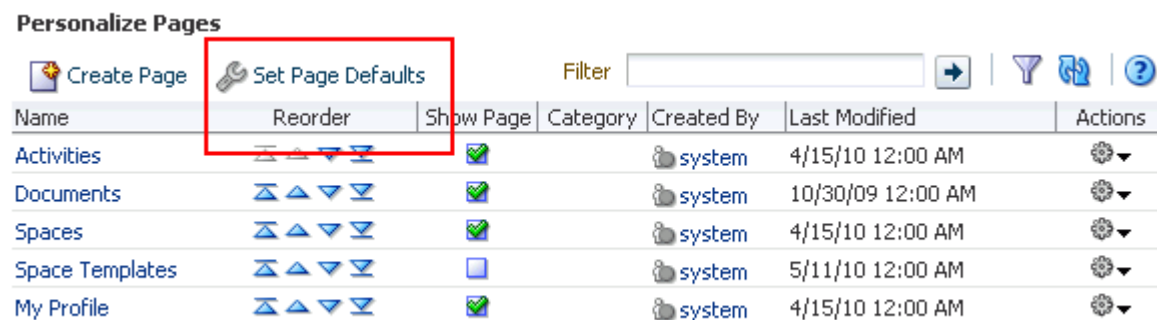 Personalize Pages
Create Page Set Page Defaults Filter
Name Reorder Show Page Category Created By Last Modified Actions
Activities system 4/15/10 12:00 AM
Documents system 10/30/09 12:00 AM
Spaces system 4/15/10 12:00 AM
Space Templates system 5/11/10 12:00 AM
My Profile system 4/15/10 12:00 AM